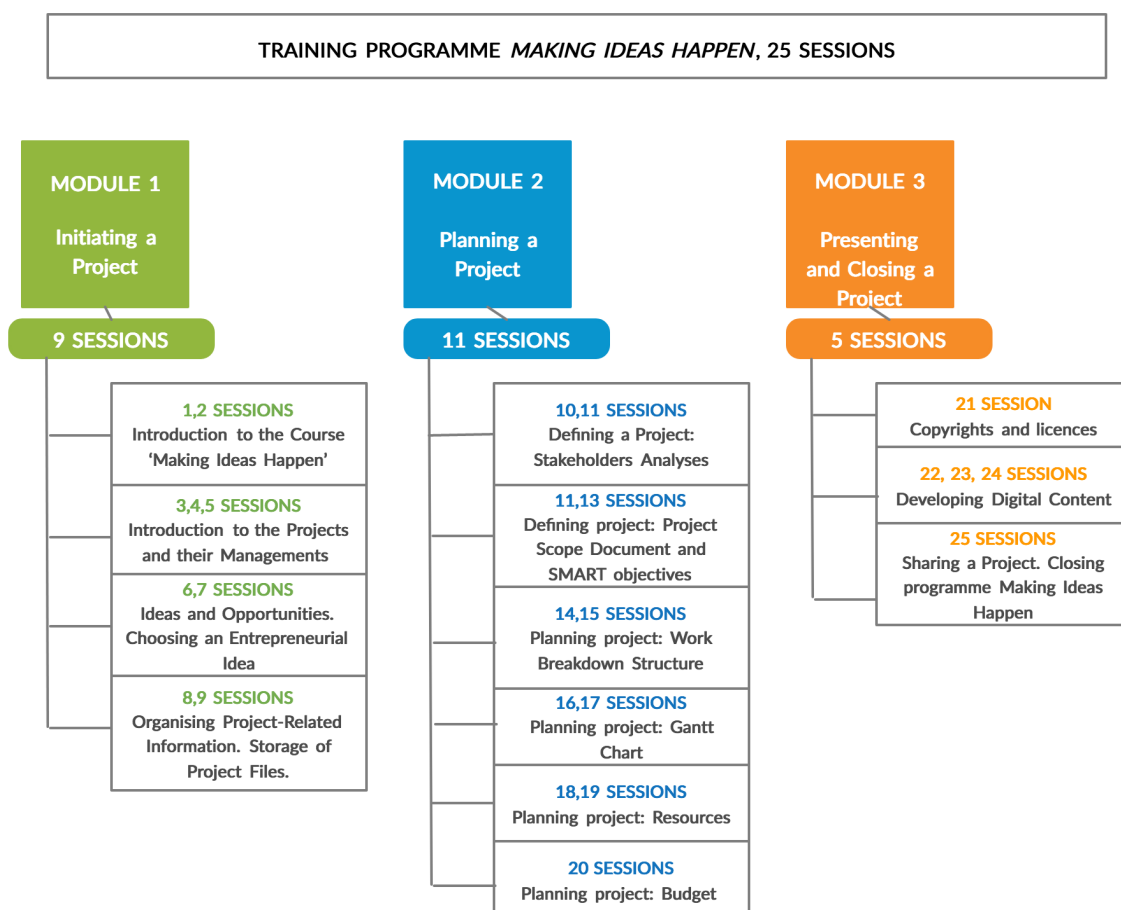 TRAINING PROGRAMME MAKING IDEAS HAPPEN, 25 SESSIONS
MODULE 1
Initiating a
Project
9 SESSIONS
1,2 SESSIONS
Introduction to the Course
‘Making Ideas Happen’
3,4,5 SESSIONS
Introduction to the Projects
and their Managements
6,7 SESSIONS
Ideas and Opportunities.
Choosing an Entrepreneurial
Idea
8,9 SESSIONS
Organising Project-Related
Information. Storage of
Project Files.
MODULE 2
Planning a
Project
11 SESSIONS
10,11 SESSIONS
Defining a Project:
Stakeholders Analyses
11,13 SESSIONS
Defining project: Project
Scope Document and
SMART objectives
14,15 SESSIONS
Planning project: Work
Breakdown Structure
16,17 SESSIONS
Planning project: Gantt
Chart
18,19 SESSIONS
Planning project: Resources
20 SESSIONS
Planning project: Budget
MODULE 3
Presenting
and Closing a
Project
5 SESSIONS
21 SESSION
Copyrights and licences
22, 23, 24 SESSIONS
Developing Digital Content
25 SESSIONS
Sharing a Project. Closing
programme Making Ideas
Happen